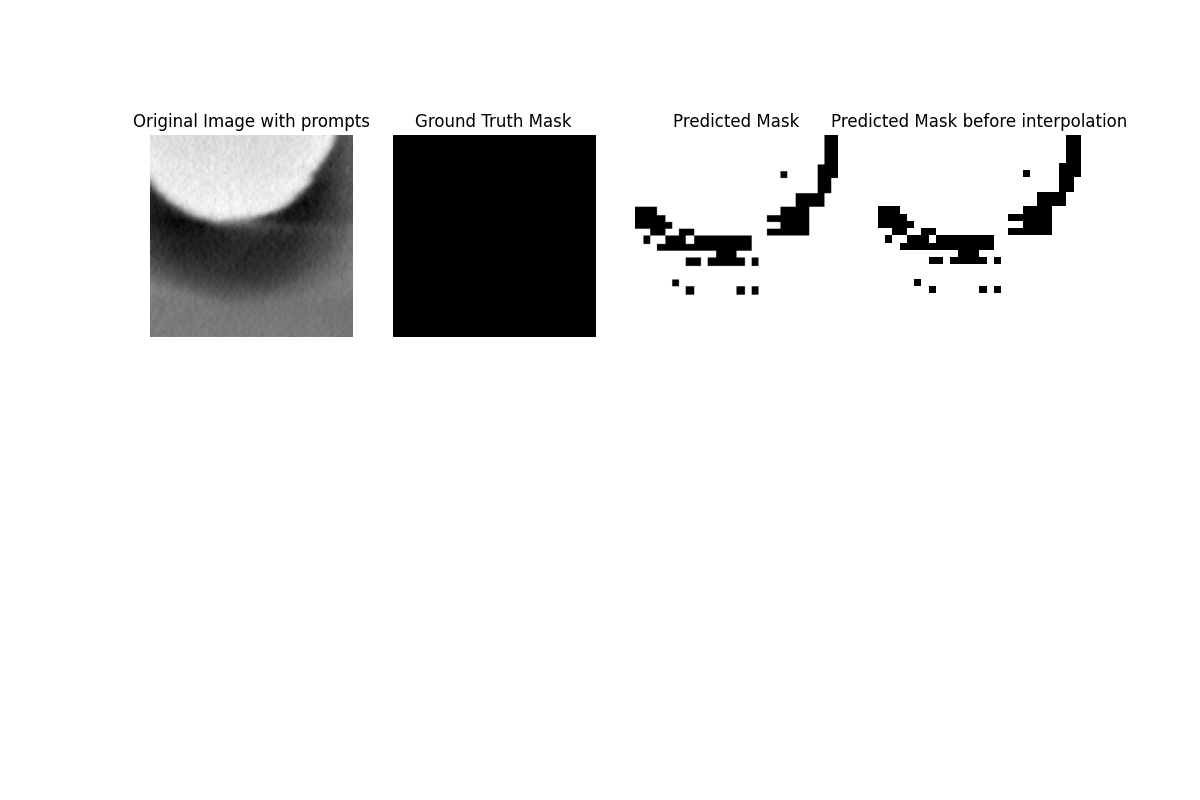 Original Image with prompts
Ground Truth Mask
Predicted Mask
Predicted Mask before interpolation